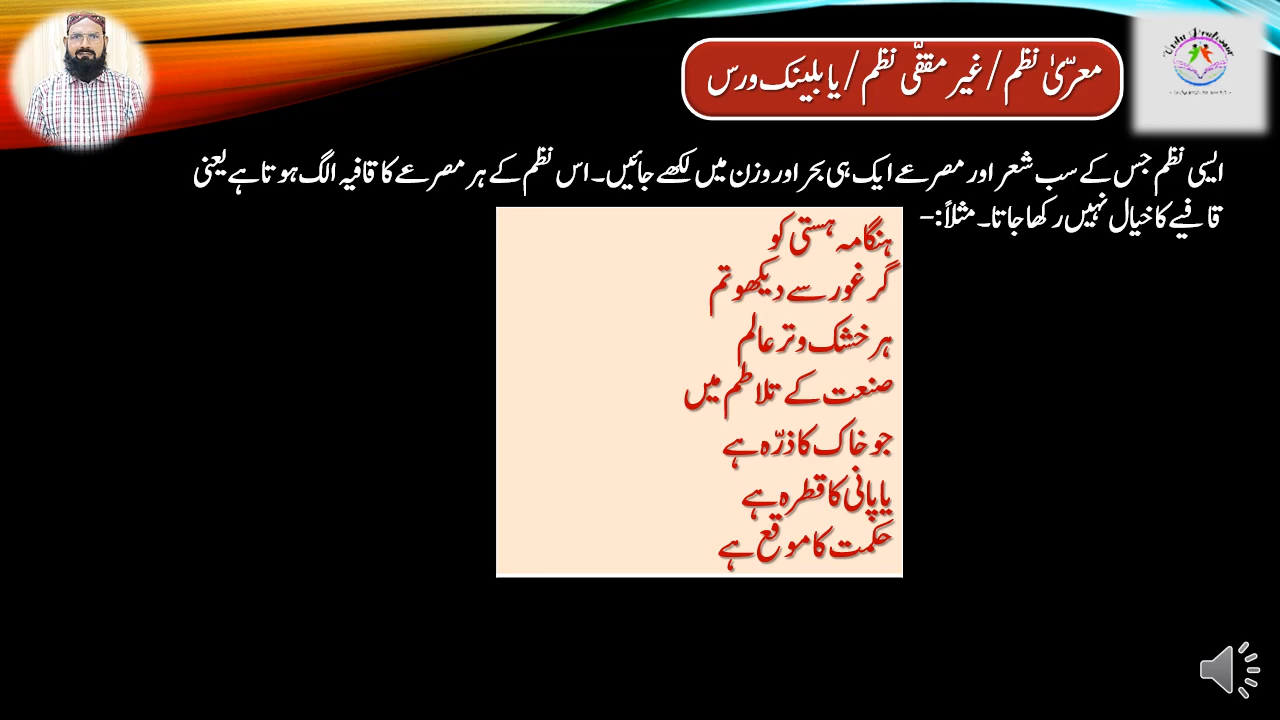 معرّیٰ نظم / غیر مقفّی نظم / یا بلینک ورس
Urdu Professor
ایسی نظم جس کے سب شعر اور مصرعے ایک ہی بحر اور وزن میں لکھے جائیں۔ اس نظم کے ہر مصرعے کا قافیہ الگ ہوتا ہے یعنی
قافیے کا خیال نہیں رکھا جاتا۔ مثلاً:-
ہنگامہ ہستی کو
گر غور سے دیکھو تم
ہر خشک و تر عالم
صنعت کے تلاطم میں
جو خاک کا ذرّہ ہے
یا پانی کا قطرہ ہے
حکمت کا موقع ہے